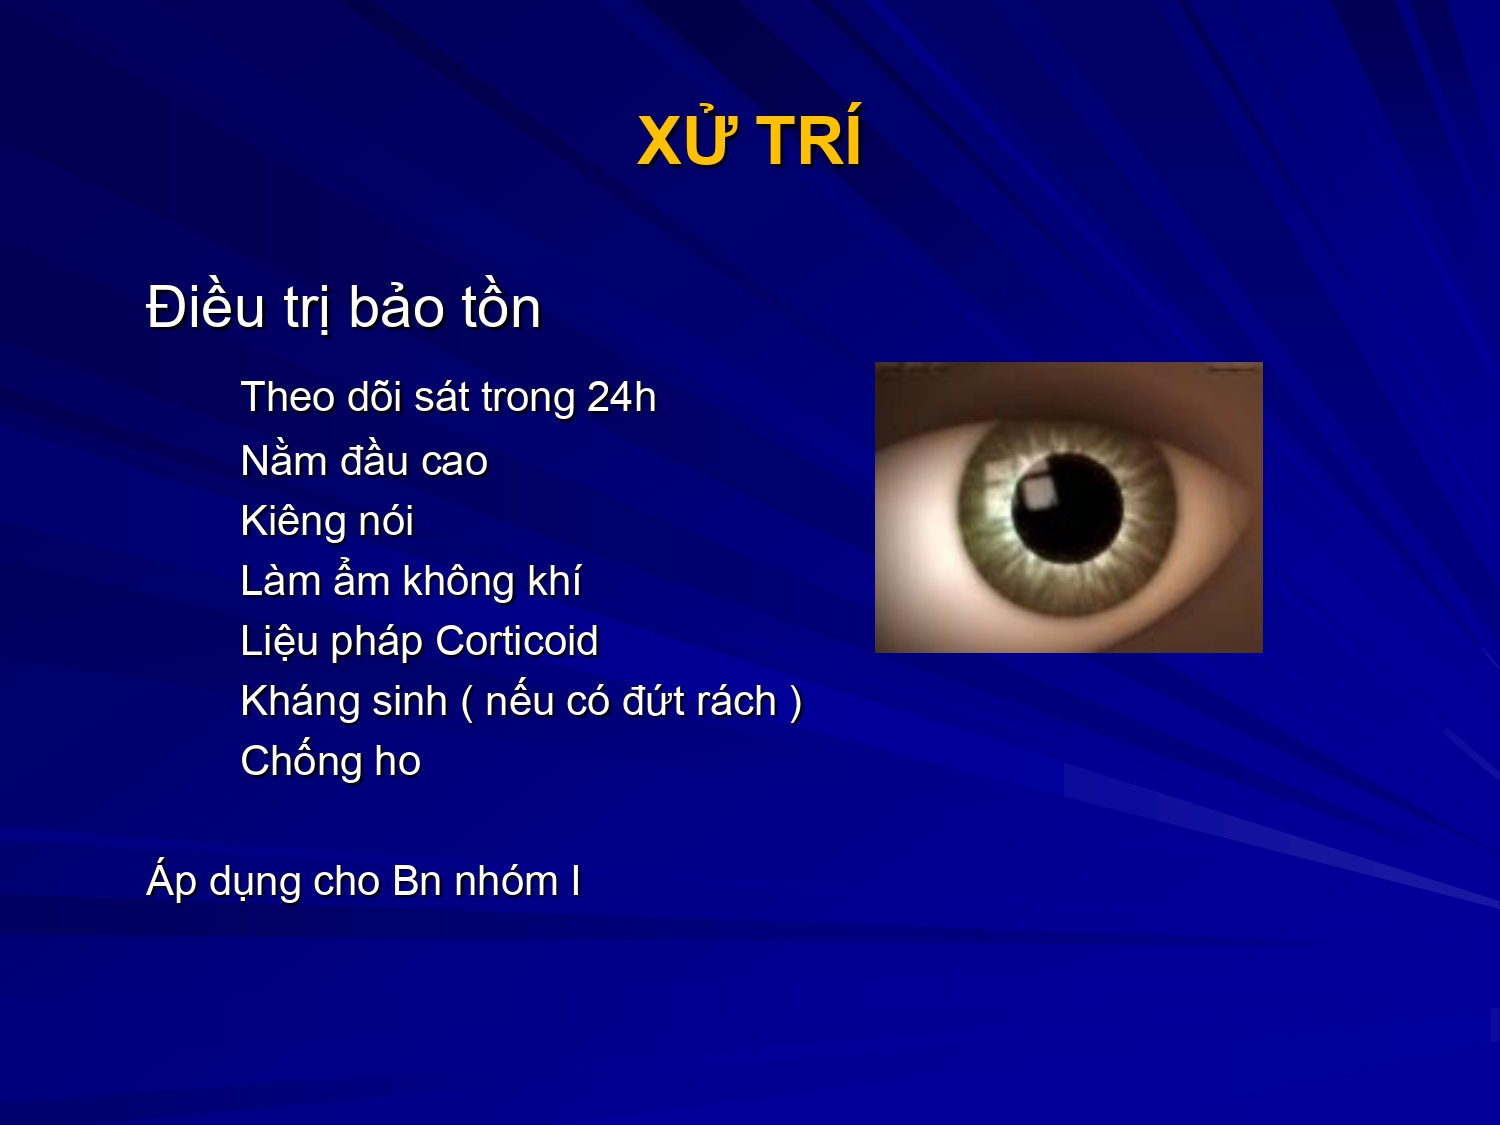 XỬ TRÍ
Điều trị bảo tồn
Theo dõi sát trong 24h
Nằm đầu cao
Kiêng nói
Làm ẩm không khí
Liệu pháp Corticoid
Kháng sinh ( nếu có đứt rách )
Chống ho
Áp dụng cho Bn nhóm I